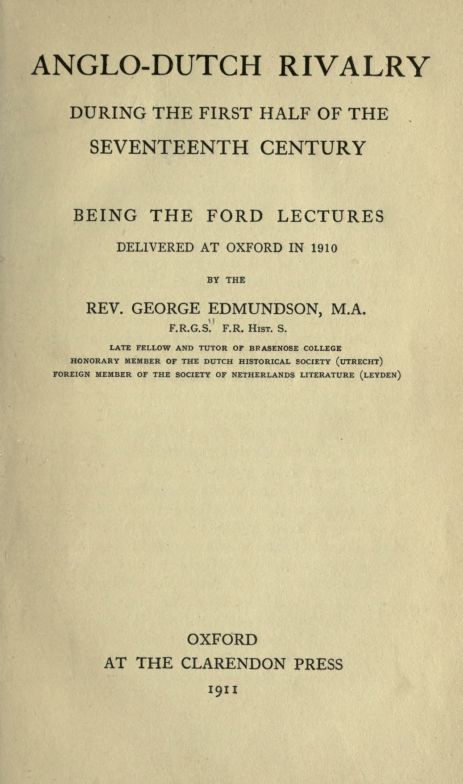 ANGLO-DUTCH RIVALRY
DURING THE FIRST HALF OF THE
SEVENTEENTH CENTURY
BEING THE FORD LECTURES
DELIVERED AT OXFORD IN 1910
BY THE
REV. GEORGE EDMUNDSON, M.A.
F.R.G.S. F.R. HIST. S.
LATE FELLOW AND TUTOR OF BRASENOSE COLLEGE
HONORARY MEMBER OF THE DUTCH HISTORICAL SOCIETY (UTRECHT)
FOREIGN MEMBER OF THE SOCIETY OF NETHERLANDS LITERATURE (LEYDEN)
OXFORD
AT THE CLARENDON PRESS
1911